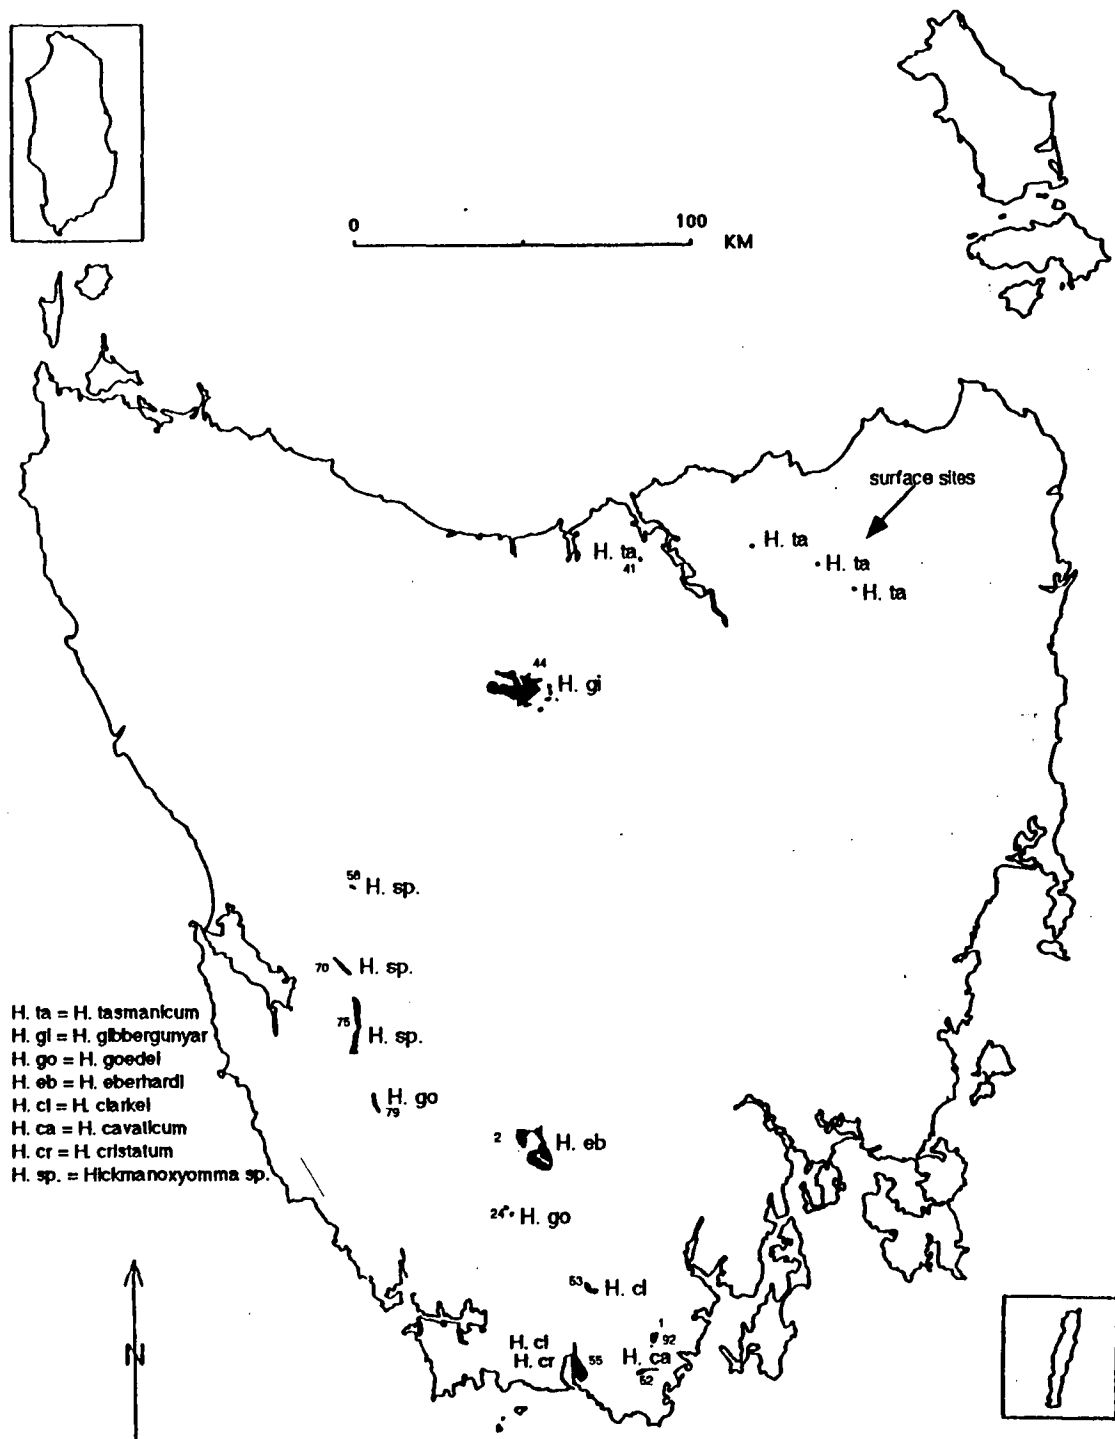 0 100
KM
surface sites
H. ta
H. ta
41
H. ta
H. ta
44
H. gi
58
H. sp.
70
H. sp.
75
H. sp.
H. ta = H. tasmanicum
H. gi = H. gibbergunyar
H. go = H. goedei
H. eb = H. eberhardi
H. cl = H. clarkei
H. ca = H. cavaticum
H. cr = H. cristatum
H. sp. = Hickmanoxyomma sp.
H. go
79
2
H. eb
24
H. go
53
H. cl
1
92
H. cl
H. cr
55
H. ca
52
N